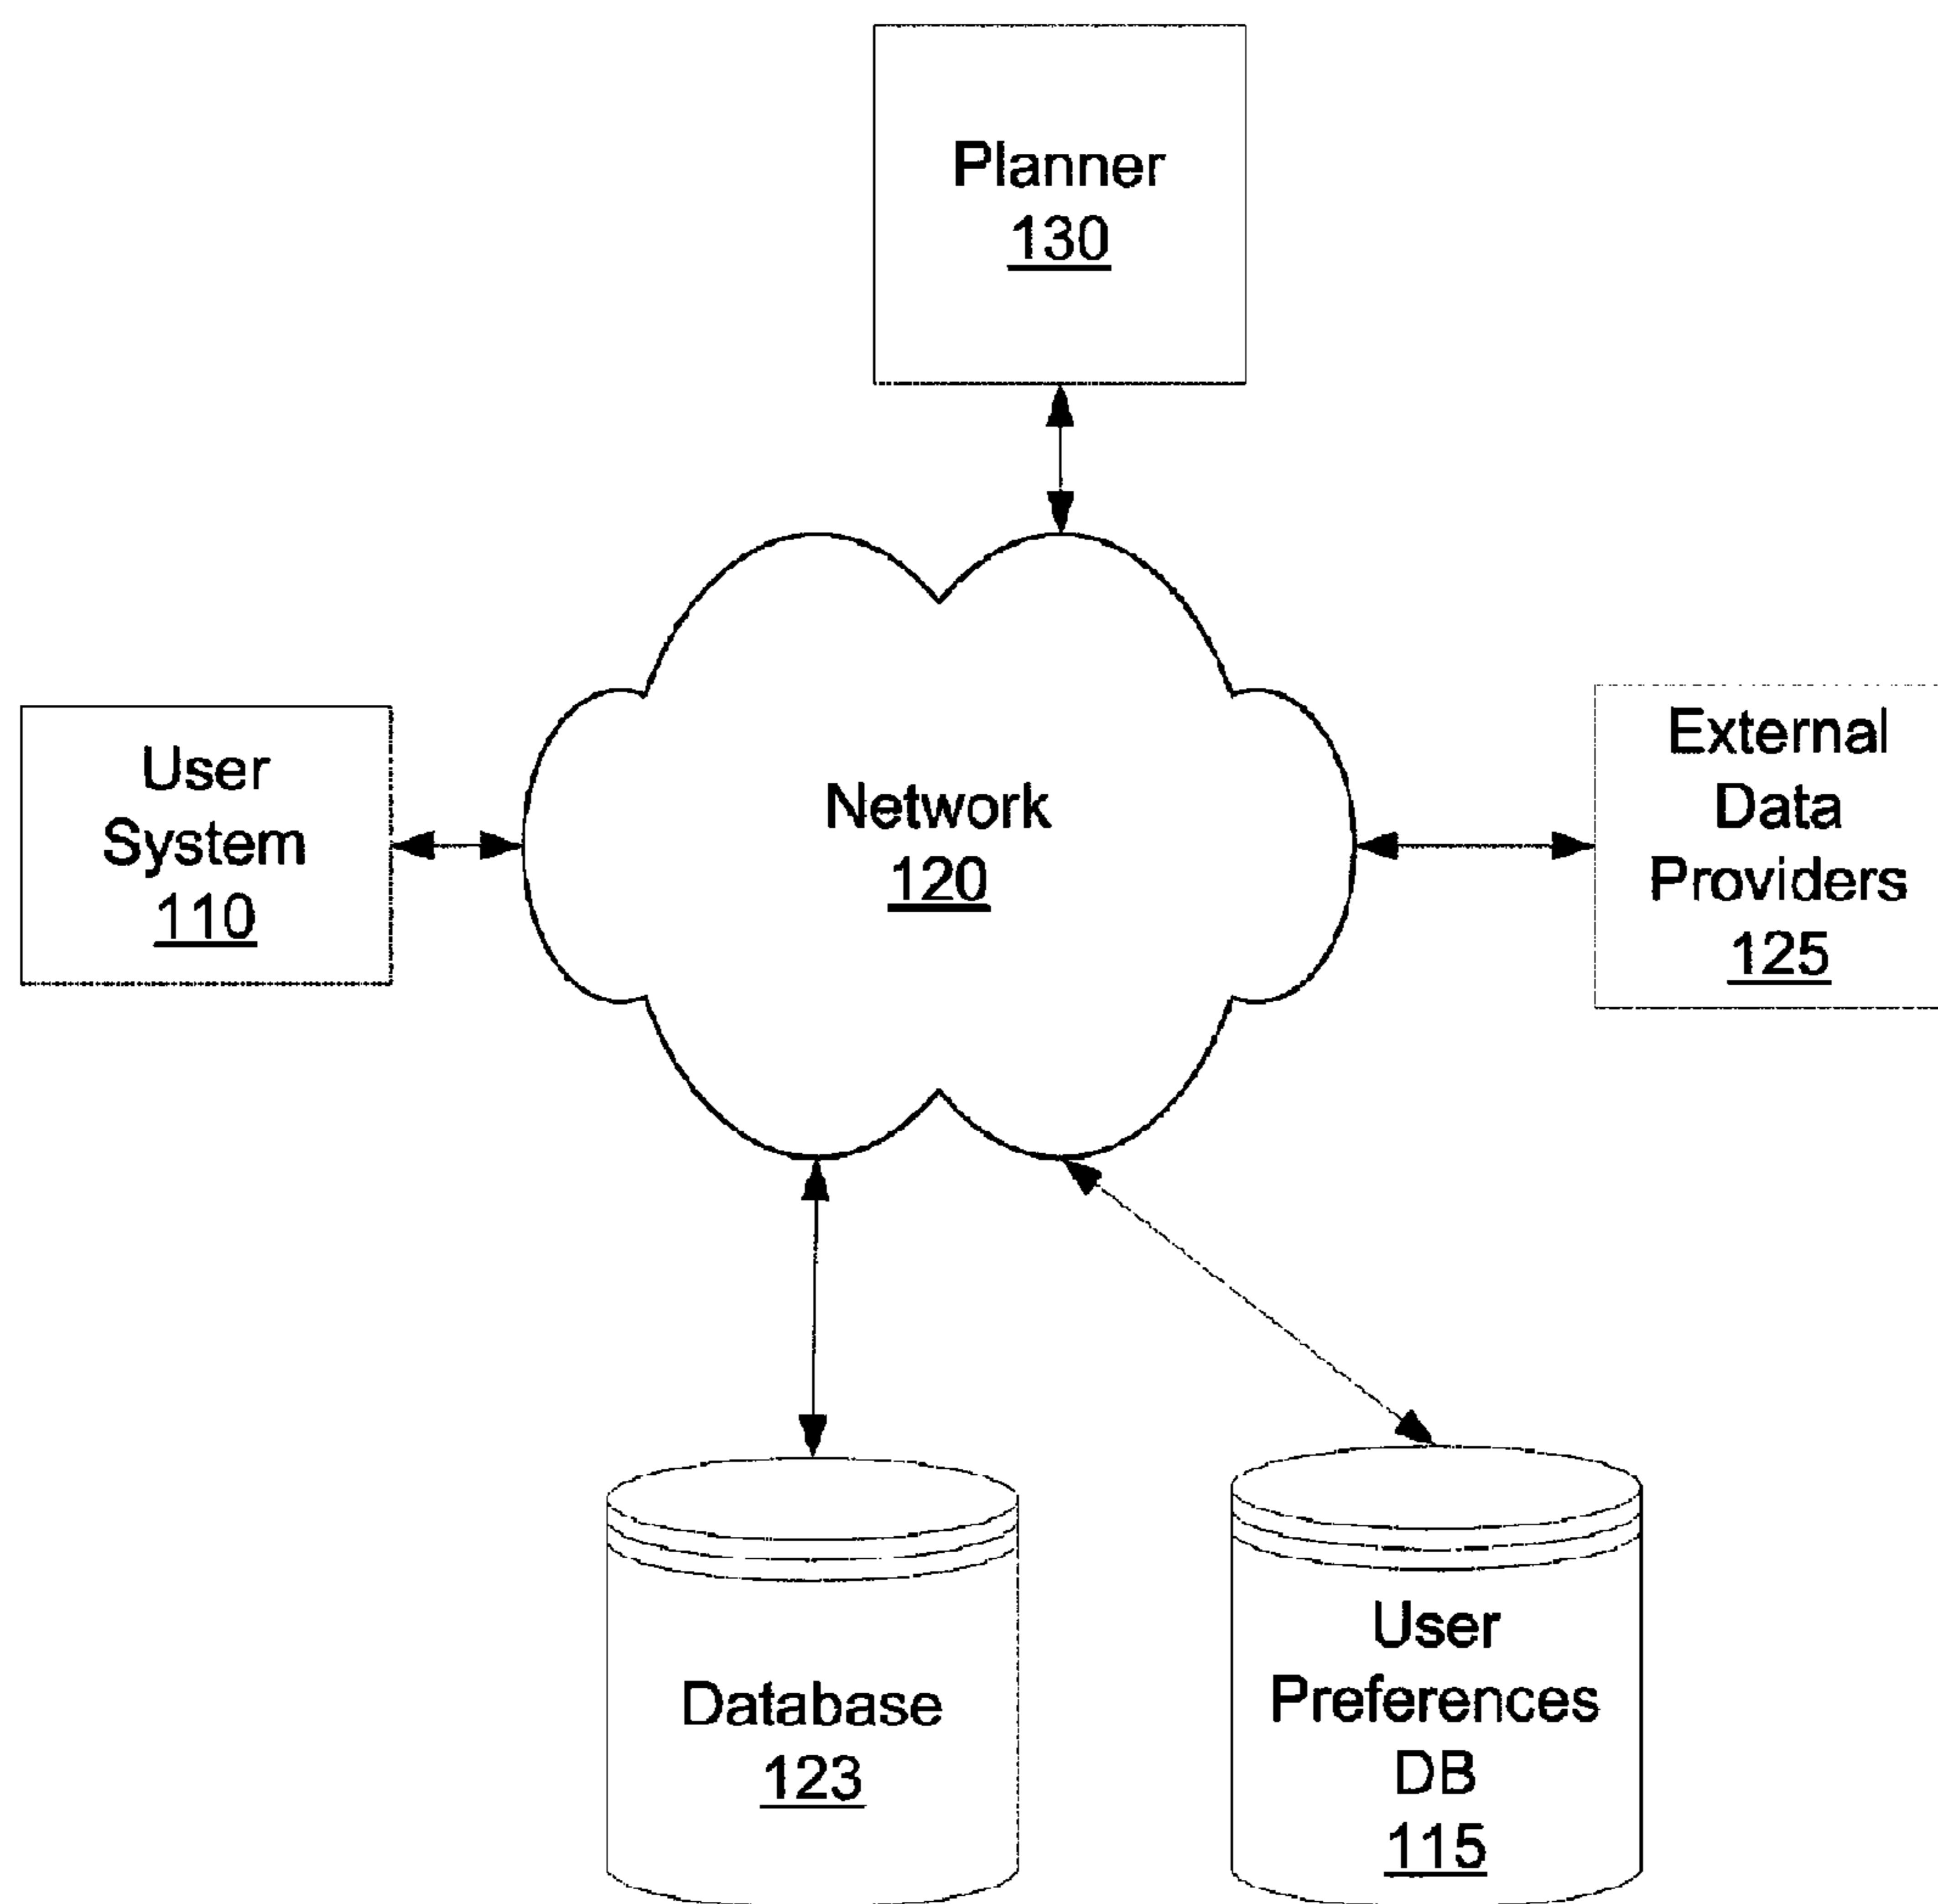 Planner
130
User
System
110
Network
120
External
Data
Providers
125
Database
123
User
Preferences
DB
115